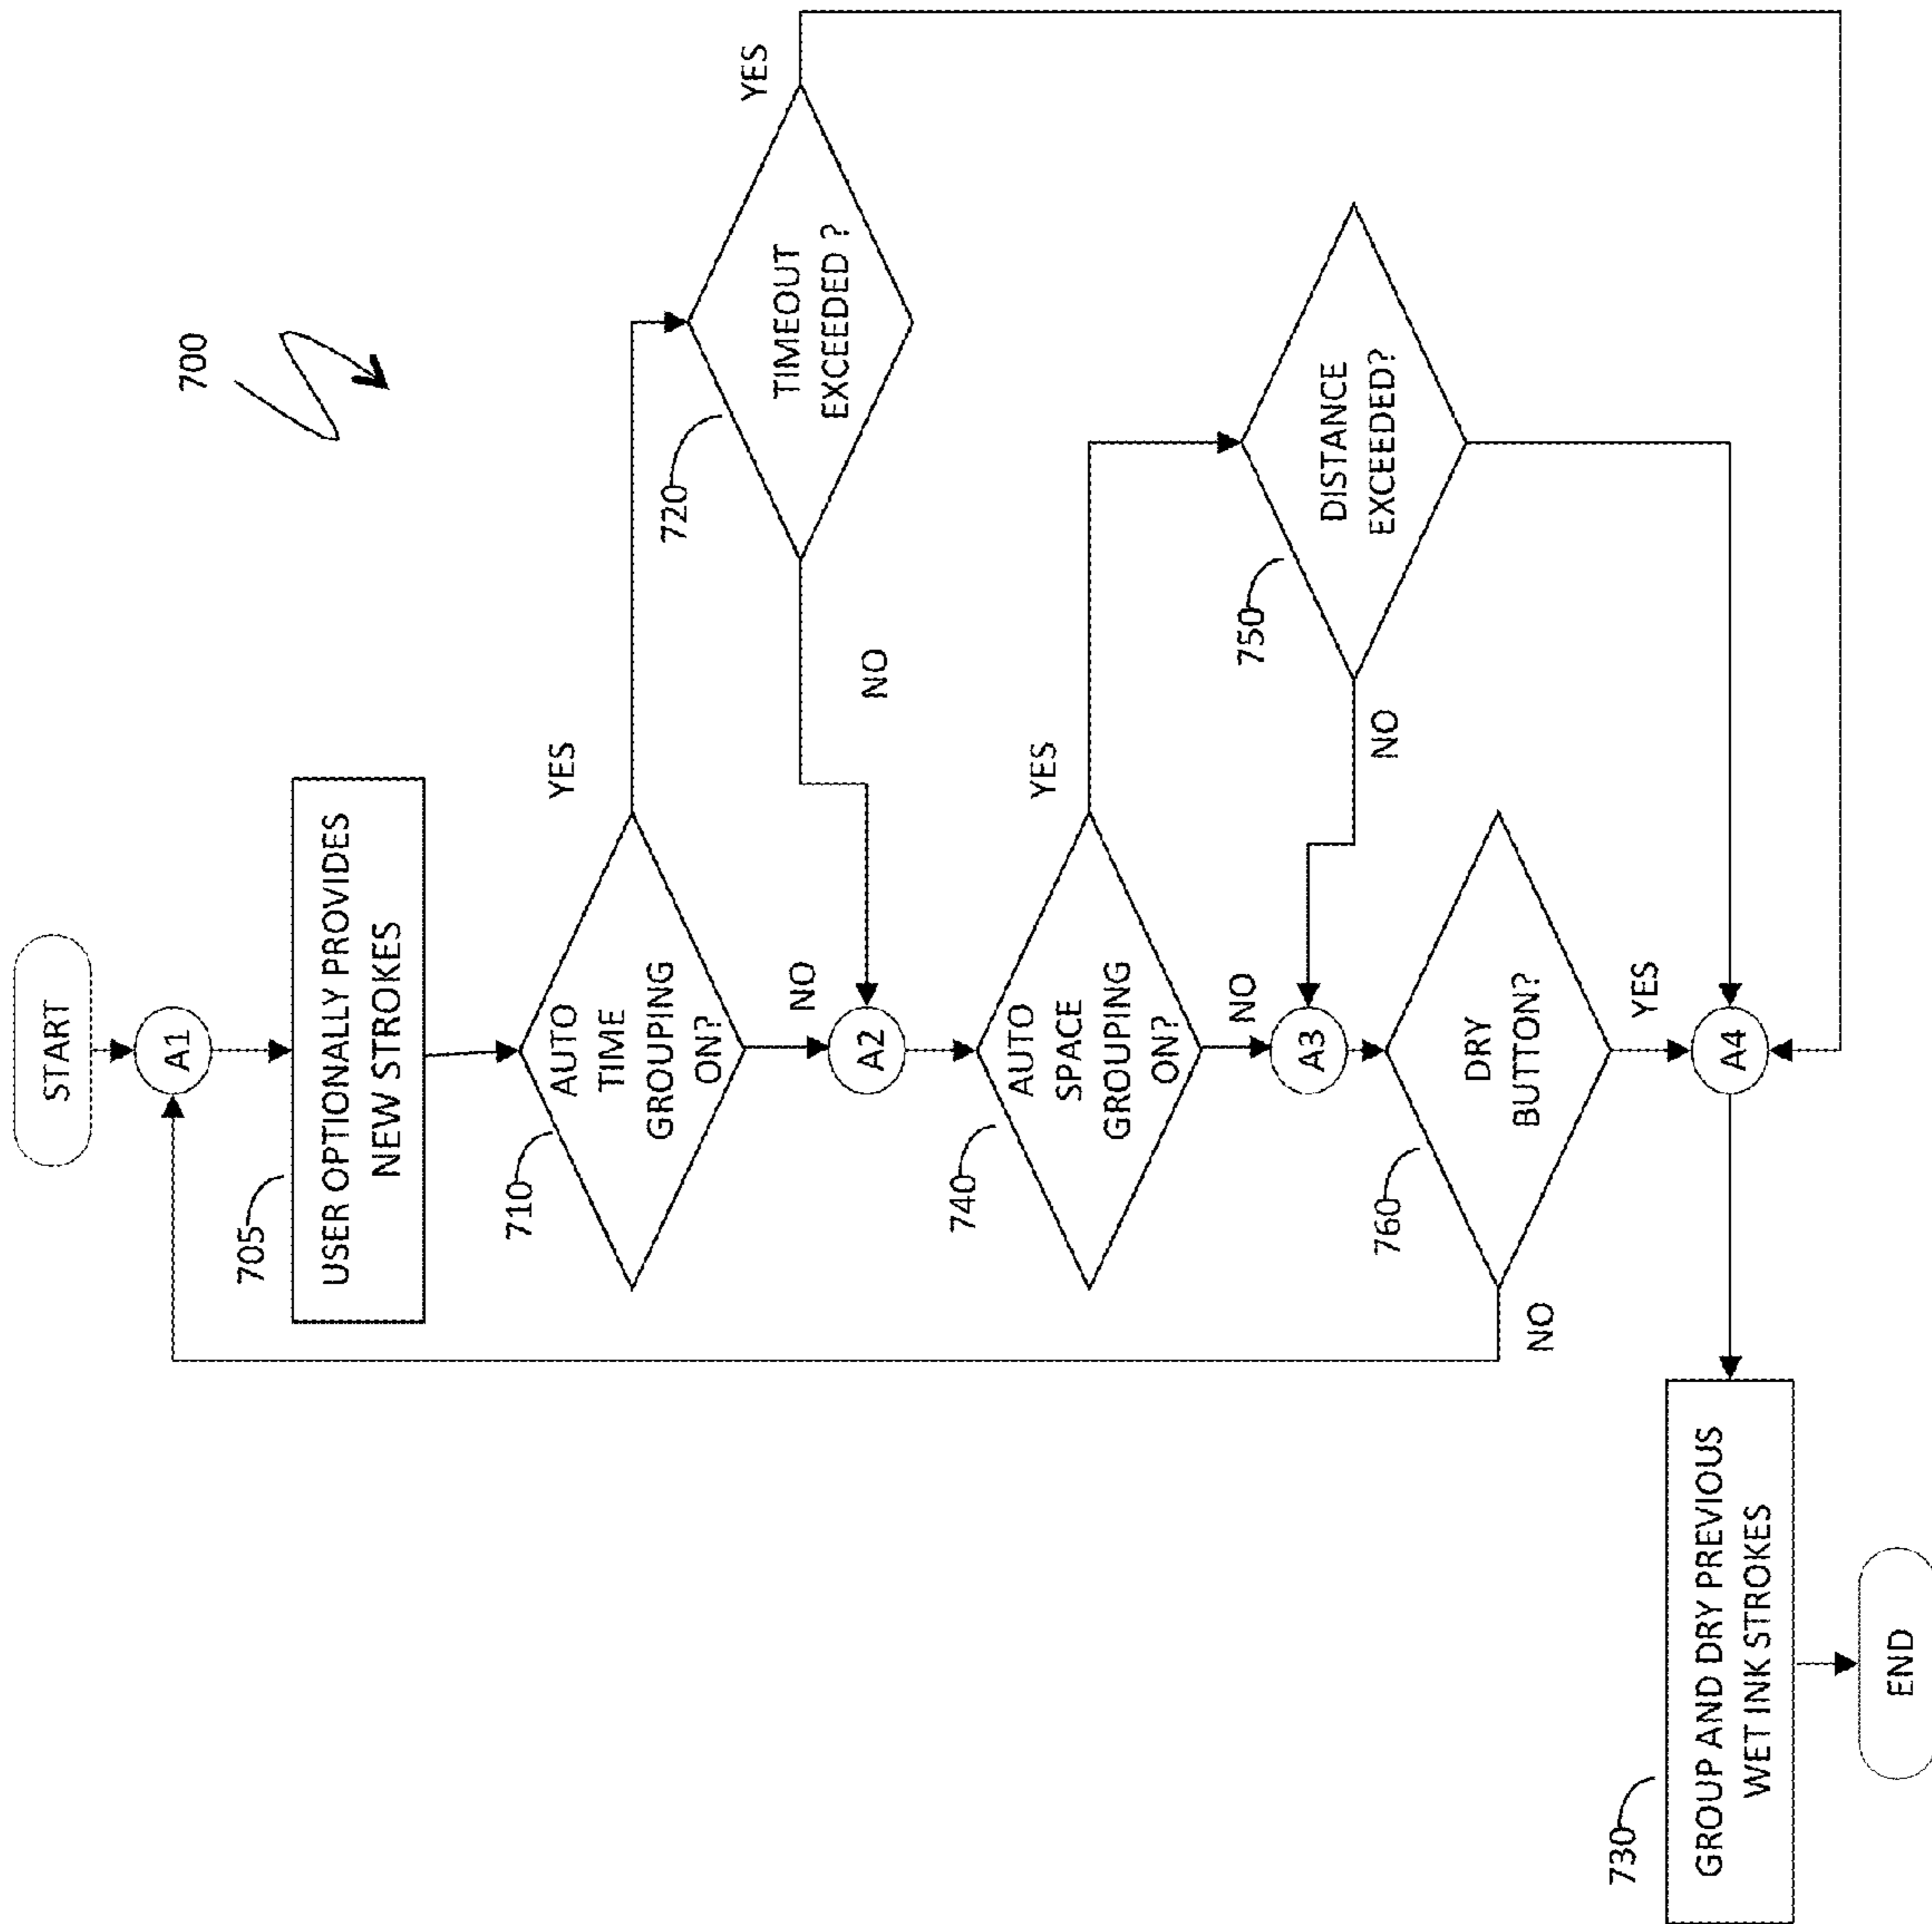 700
START
A1
705
USER OPTIONALLY PROVIDES
NEW STROKES
710
AUTO
TIME
GROUPING
ON?
YES
NO
720
TIMEOUT
EXCEEDED ?
YES
NO
A2
740
AUTO
SPACE
GROUPING
ON?
YES
NO
750
DISTANCE
EXCEEDED?
NO
A3
760
DRY
BUTTON?
YES
NO
A4
730
GROUP AND DRY PREVIOUS
WET INK STROKES
END